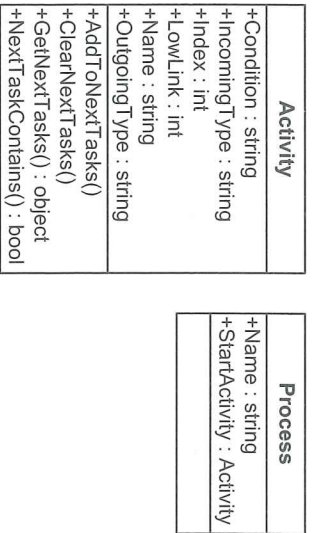 Activity
+Condition : string
+IncomingType : string
+Index : int
+LowLink : int
+Name : string
+OutgoingType : string
+AddToNextTasks()
+ClearNextTasks()
+GetNextTasks() : object
+NextTaskContains() : bool
Process
+Name : string
+StartActivity : Activity